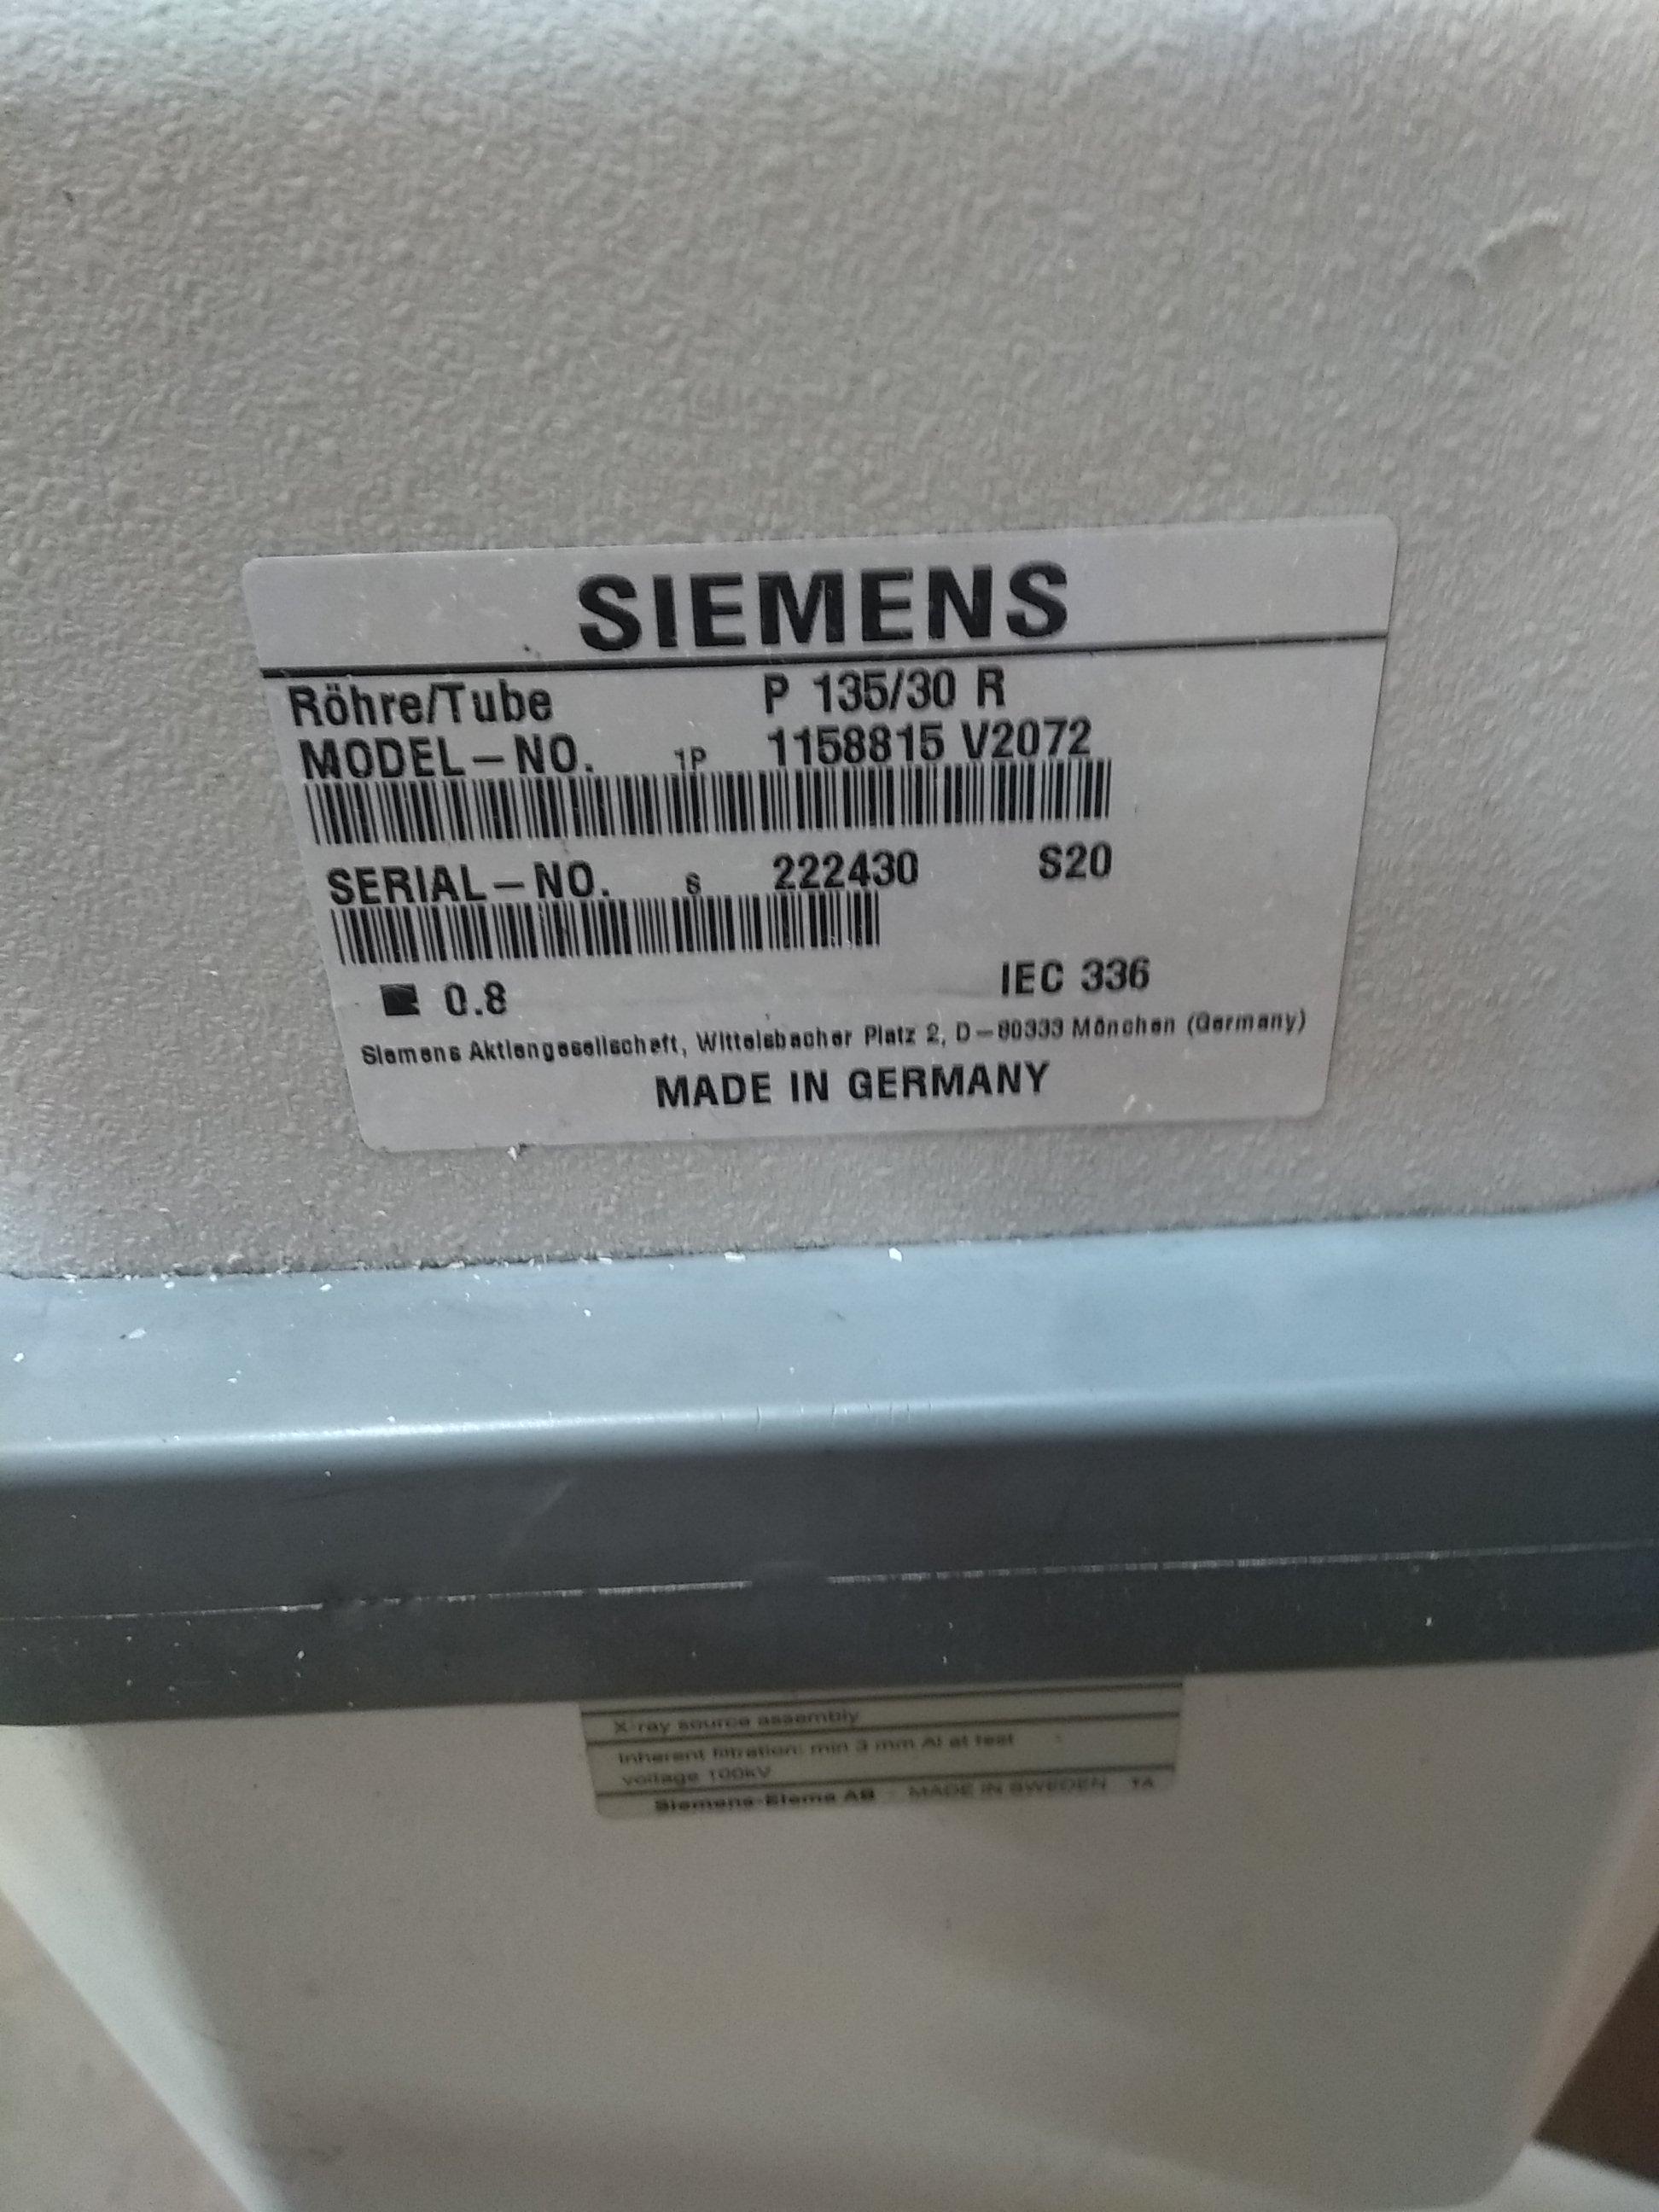 SIEMENS
Röhre/Tube P 135/30 R
MODEL-NO. 1P 1158815 V2072
SERIAL-NO. S 222430 S20
0.8 IEC 336
Siemens Aktiengesellschaft, Wittelsbacher Platz 2, D-80333 München (Germany)
MADE IN GERMANY
X-ray source assembly
Inherent filtration: min 3 mm Al at test
voltage 100kV
Siemens-Elema AB MADE IN SWEDEN 1A